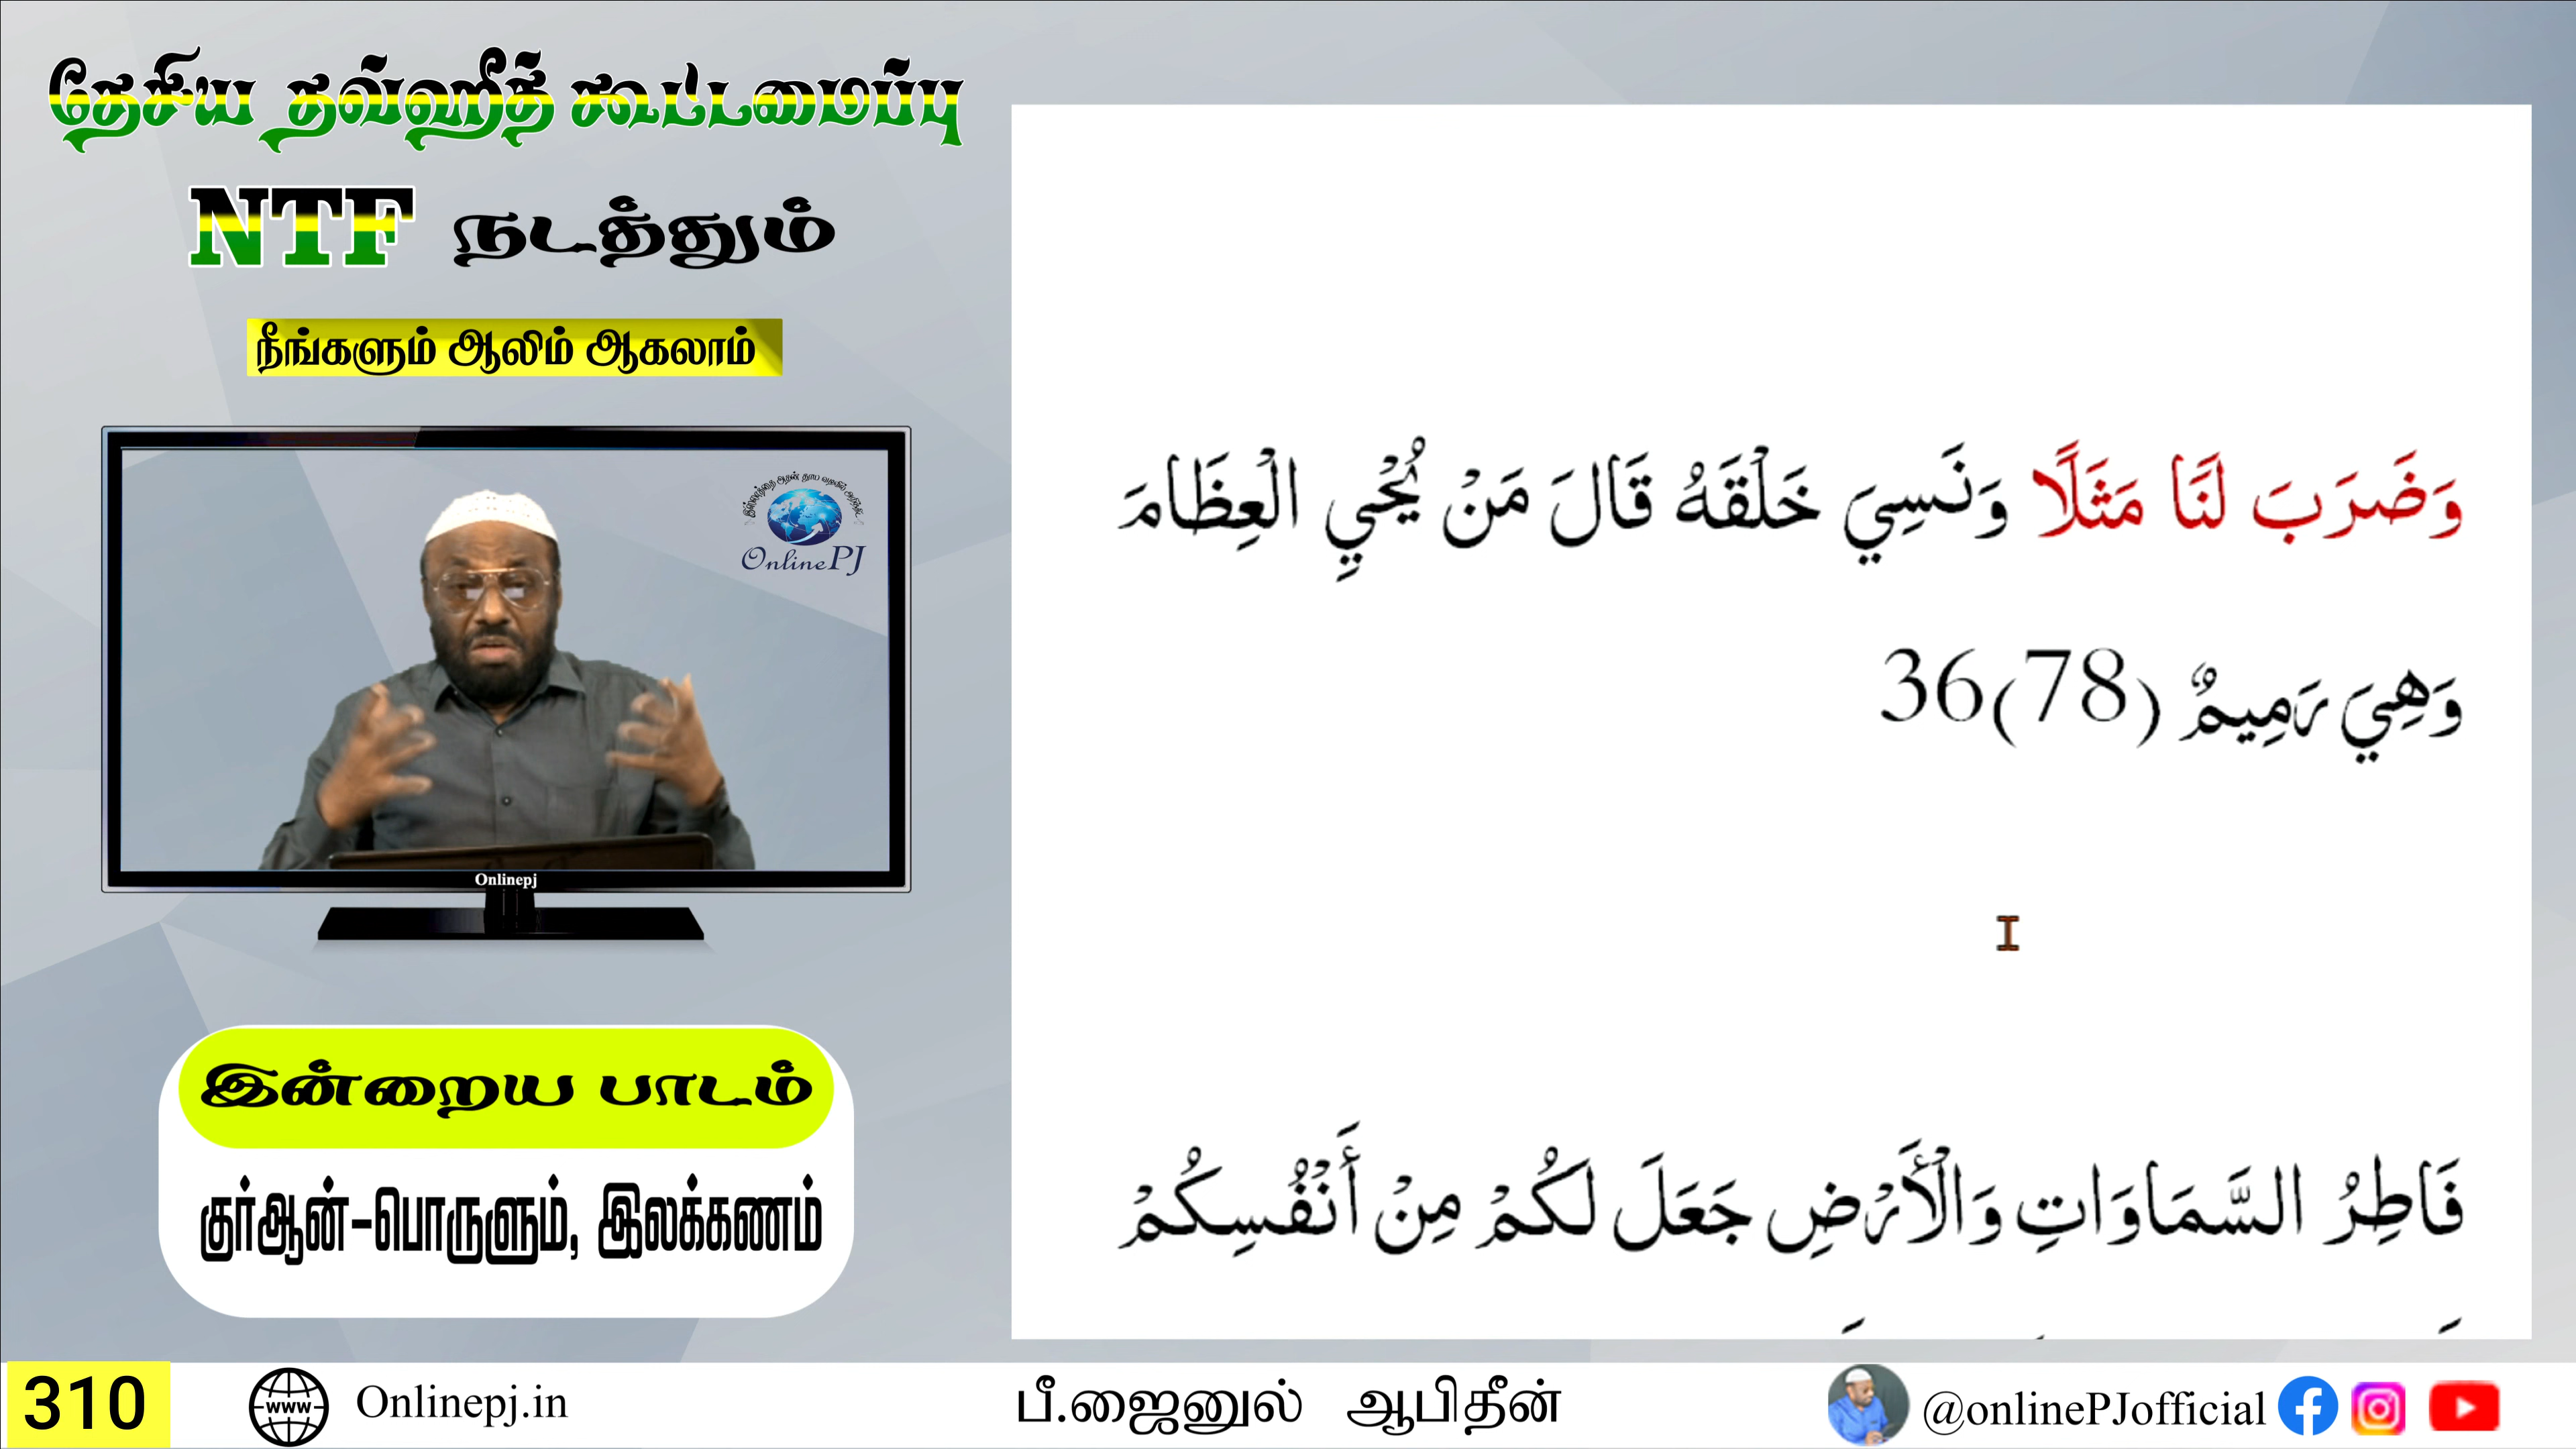 தேசிய தவ்ஹீத் கூட்டமைப்பு
NTF நடத்தும்
நீங்களும் ஆலிம் ஆகலாம்
OnlinePJ
Onlinepj
இன்றைய பாடம்
குர்ஆன்-பொருளும், இலக்கணம்
وَضَرَبَ لَنَا مَثَلًا وَنَسِيَ خَلْقَهُ قَالَ مَنْ يُحْيِي الْعِظَامَ
وَهِيَ رَمِيمٌ (78)36
فَاطِرُ السَّمَاوَاتِ وَالْأَرْضِ جَعَلَ لَكُمْ مِنْ أَنْفُسِكُمْ
310
www
Onlinepj.in
பீ.ஜைனுல் ஆபிதீன்
@onlinePJofficial